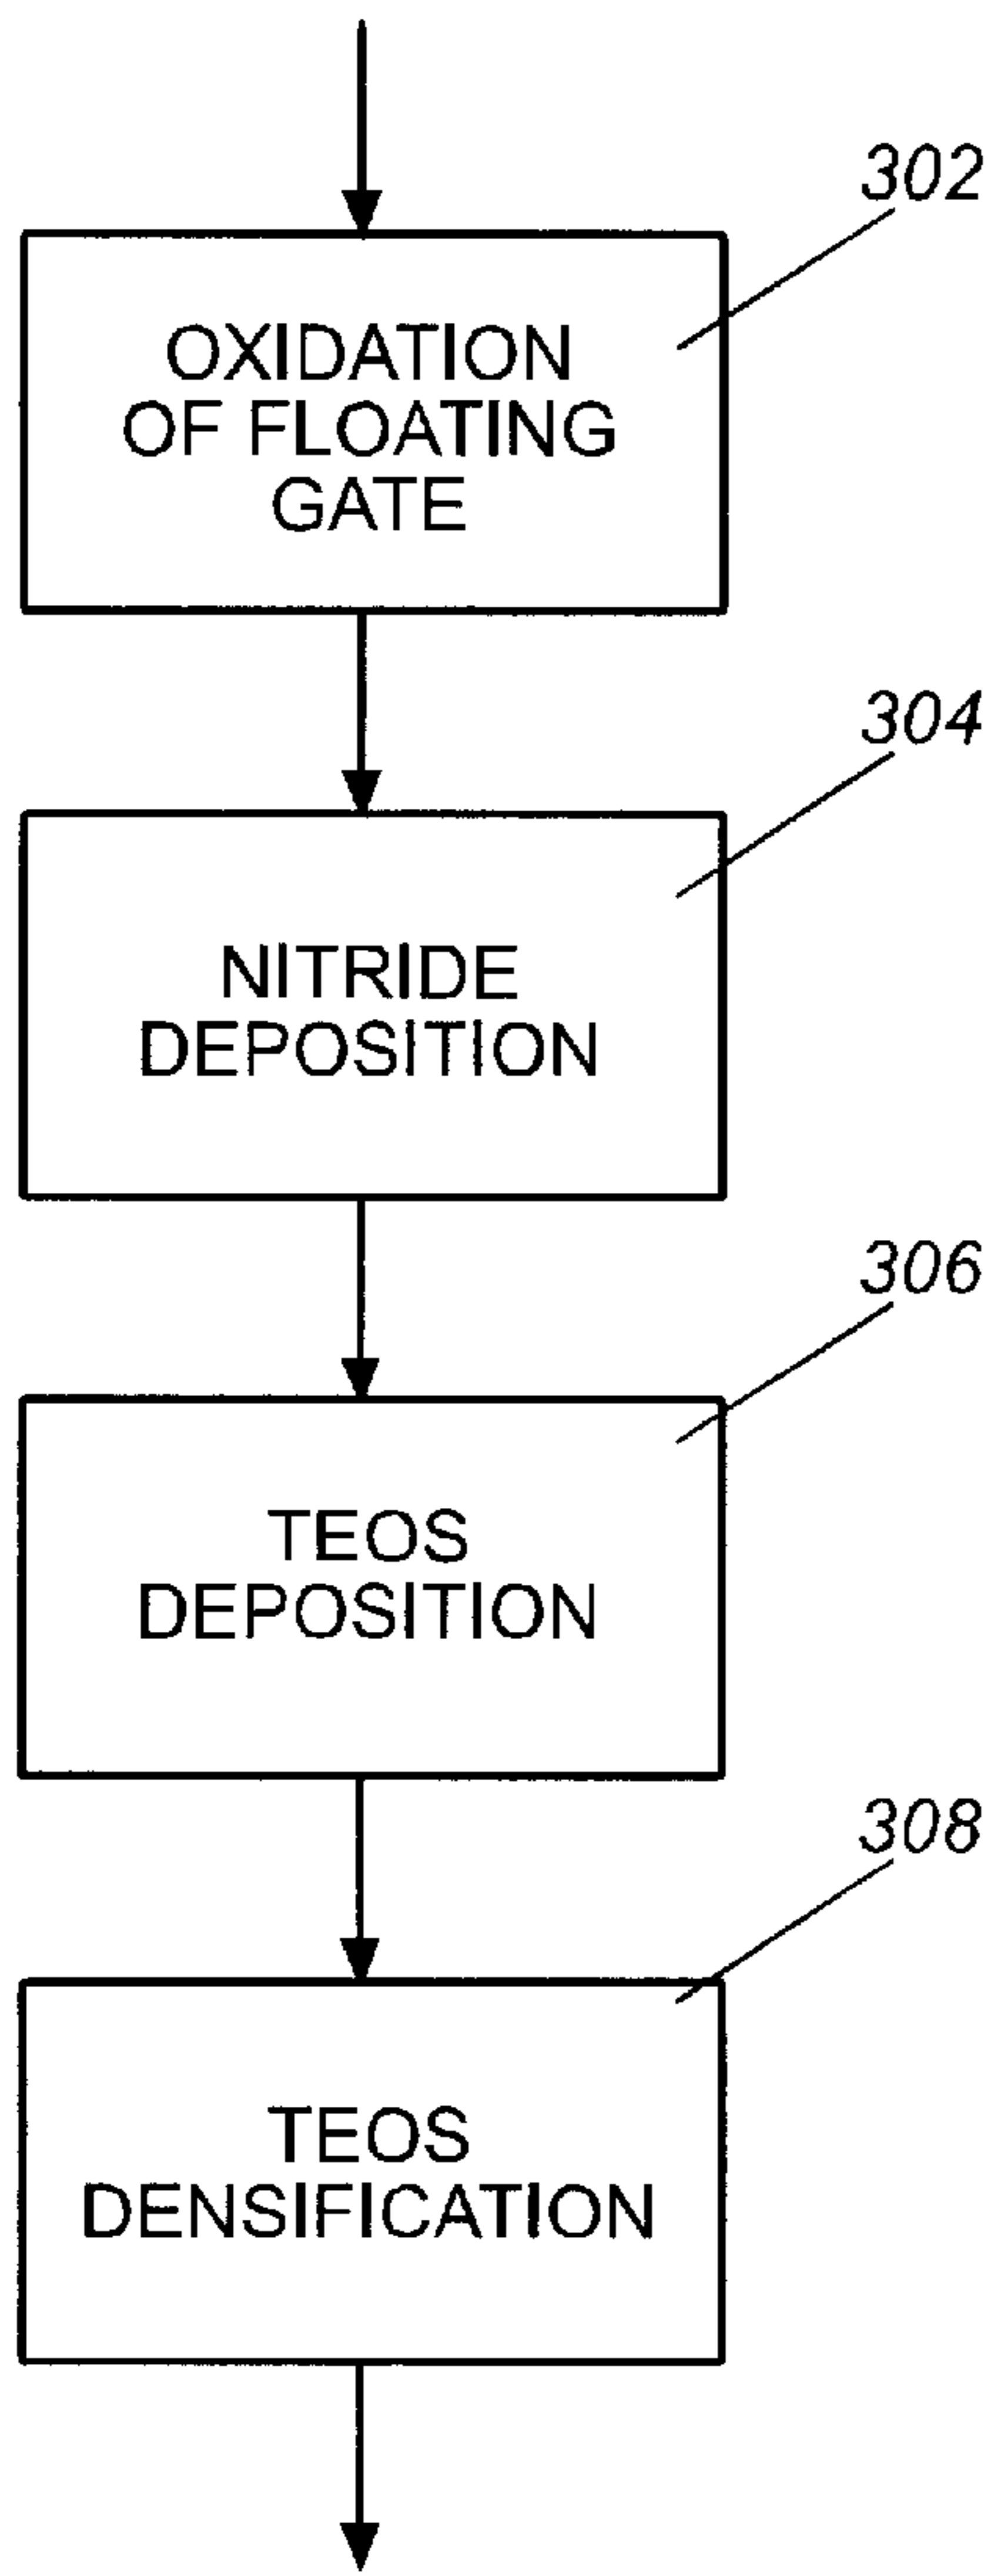 302
OXIDATION
OF FLOATING
GATE
304
NITRIDE
DEPOSITION
306
TEOS
DEPOSITION
308
TEOS
DENSIFICATION